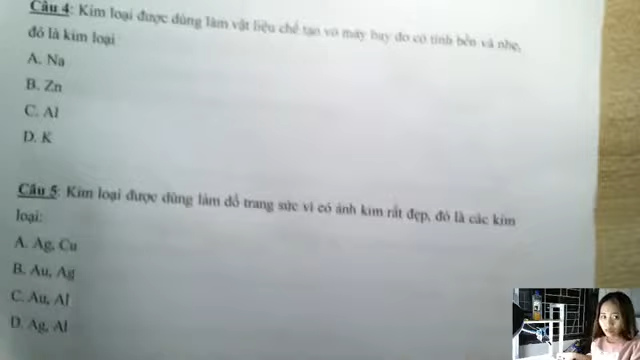 Câu 4: Kim loại được dùng làm vật liệu chế tạo vỏ máy bay do có tính bền và nhẹ,
đó là kim loại
A. Na
B. Zn
C. Al
D. K
Câu 5: Kim loại được dùng làm đồ trang sức vì có ánh kim rất đẹp, đó là các kim
loại:
A. Ag, Cu
B. Au, Ag
C. Au, Al
D. Ag, Al